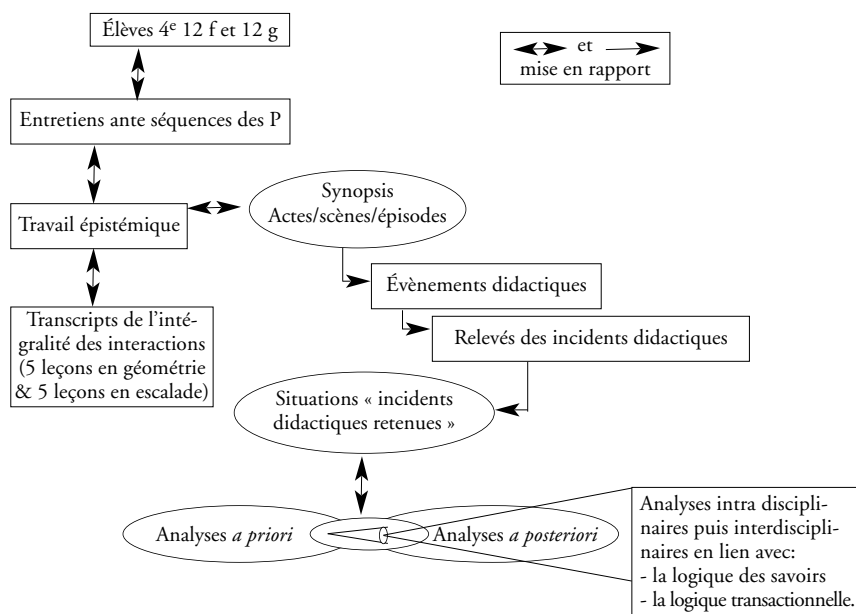 Élèves 4e 12 f et 12 g
et
mise en rapport
Entretiens ante séquences des P
Synopsis
Actes/scènes/épisodes
Travail épistémique
Évènements didactiques
Transcripts de l'inté-
gralité des interactions
(5 leçons en géométrie
& 5 leçons en escalade)
Relevés des incidents didactiques
Situations « incidents
didactiques retenues »
Analyses a priori
Analyses a posteriori
Analyses intra discipli-
naires puis interdiscipli-
naires en lien avec:
- la logique des savoirs
- la logique transactionnelle.